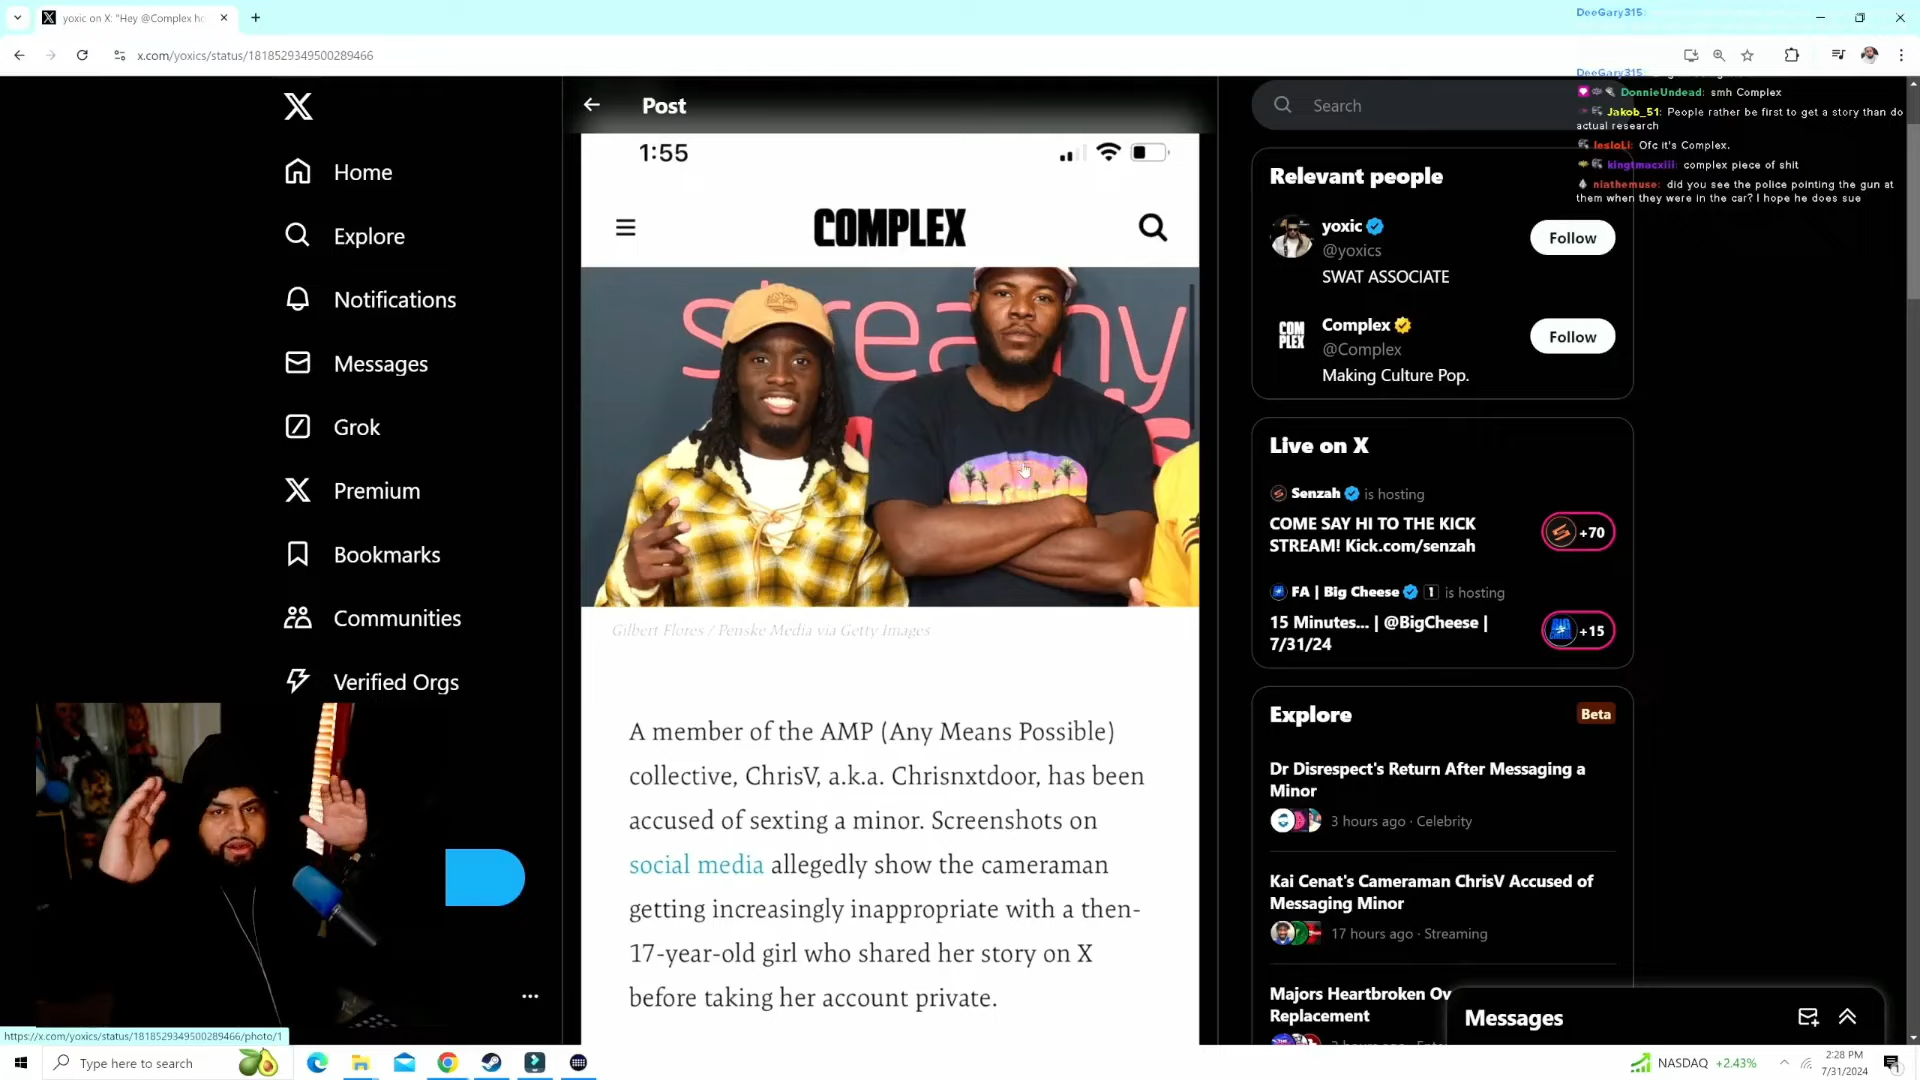 yoxic on X: "Hey @Complex ho
x.com/yoxics/status/1818529349500289466
DeeGary315:
DeeGary315:
DonnieUndead: smh Complex
Jakob_51: People rather be first to get a story than do
actual research
lesloLi: Ofc it's Complex.
kingtmacxiii: complex piece of shit
niathemuse: did you see the police pointing the gun at
them when they were in the car? I hope he does sue
Home
Explore
Notifications
Messages
Grok
Premium
Bookmarks
Communities
Verified Orgs
Post
1:55
COMPLEX
streamy
Gilbert Flores / Penske Media via Getty Images
A member of the AMP (Any Means Possible)
collective, ChrisV, a.k.a. Chrisnxtdoor, has been
accused of sexting a minor. Screenshots on
social media allegedly show the cameraman
getting increasingly inappropriate with a then-
17-year-old girl who shared her story on X
before taking her account private.
Search
Relevant people
yoxic
@yoxics
Follow
SWAT ASSOCIATE
COM
PLEX
Complex
@Complex
Follow
Making Culture Pop.
Live on X
Senzah is hosting
COME SAY HI TO THE KICK
STREAM! Kick.com/senzah
+70
FA | Big Cheese 1 is hosting
15 Minutes... | @BigCheese |
7/31/24
+15
Explore
Beta
Dr Disrespect's Return After Messaging a
Minor
3 hours ago · Celebrity
Kai Cenat's Cameraman ChrisV Accused of
Messaging Minor
17 hours ago · Streaming
Majors Heartbroken Ov
Replacement
Messages
https://x.com/yoxics/status/1818529349500289466/photo/1
Type here to search
NASDAQ +2.43%
2:28 PM
7/31/2024
1